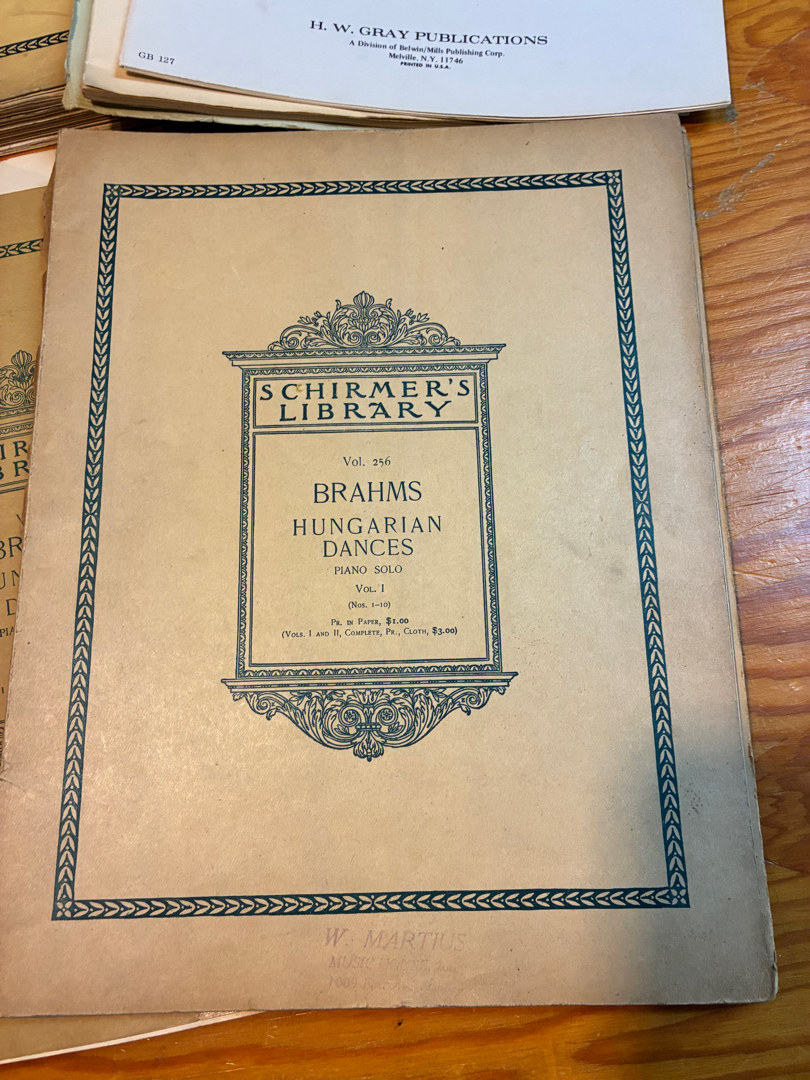 H. W. GRAY PUBLICATIONS
A Division of Belwin/Mills Publishing Corp.
Melville, N.Y. 11746
PRINTED IN U.S.A.
GB 127
SCHIRMER'S
LIBRARY
Vol. 256
BRAHMS
HUNGARIAN
DANCES
PIANO SOLO
VOL. I
(Nos. 1–10)
PR. IN PAPER, $1.00
(VOLS. I AND II, COMPLETE, PR., CLOTH, $3.00)
W. MARTIUS
MUSIC
1009